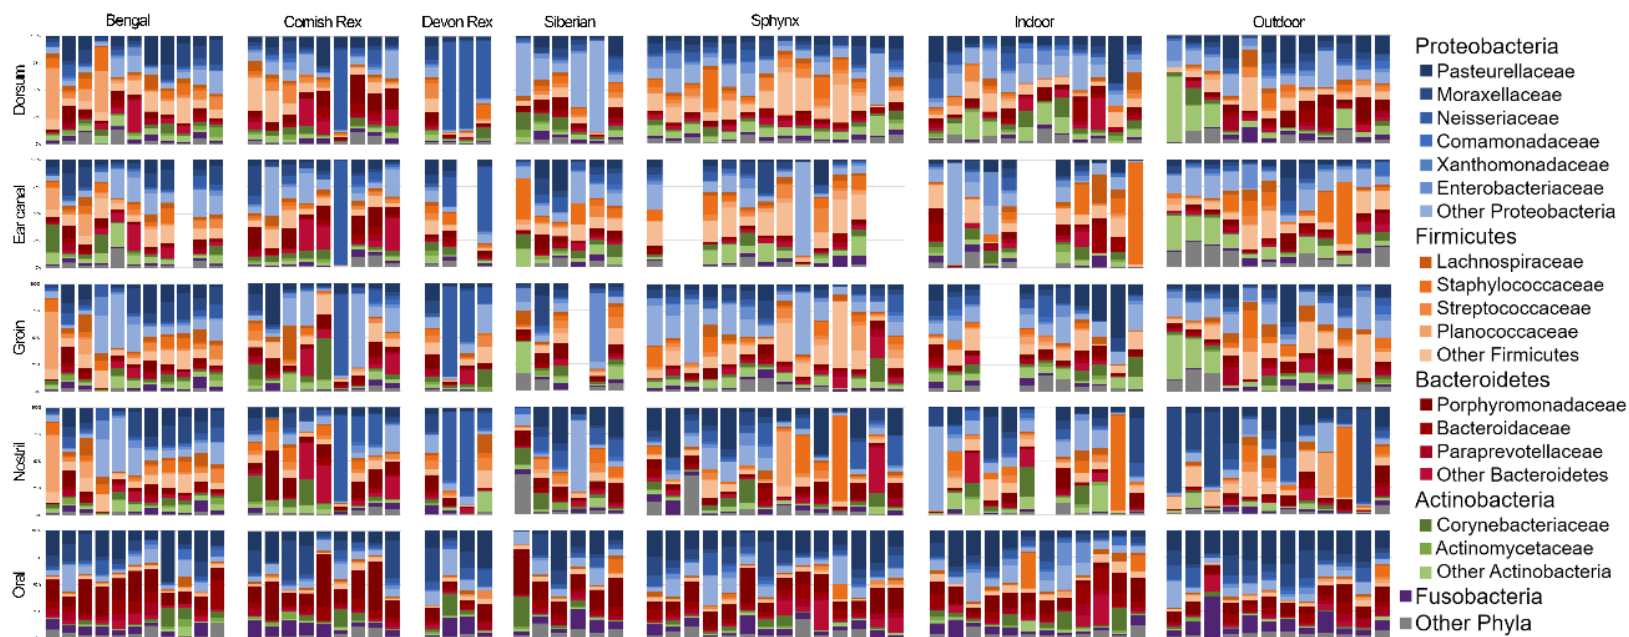 Bengal Cornish Rex Devon Rex Siberian Sphynx Indoor Outdoor
Dorsum
Ear canal
Groin
Nostril
Oral
Proteobacteria
Pasteurellaceae
Moraxellaceae
Neisseriaceae
Comamonadaceae
Xanthomonadaceae
Enterobacteriaceae
Other Proteobacteria
Firmicutes
Lachnospiraceae
Staphylococcaceae
Streptococcaceae
Planococcaceae
Other Firmicutes
Bacteroidetes
Porphyromonadaceae
Bacteroidaceae
Paraprevotellaceae
Other Bacteroidetes
Actinobacteria
Corynebacteriaceae
Actinomycetaceae
Other Actinobacteria
Fusobacteria
Other Phyla